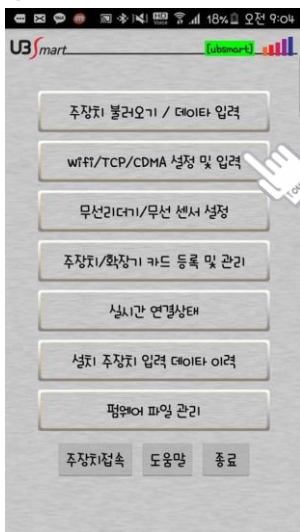 18% 오전 9:04
UBSmart [ubsmart]
주장치 불러오기 / 데이타 입력
wifi/TCP/CDMA 설정 및 입력
무선리더기/무선 센서 설정
주장치/확장기 카드 등록 및 관리
실시간 연결상태
설치 주장치 입력 데이타 이력
펌웨어 파일 관리
주장치접속 도움말 종료